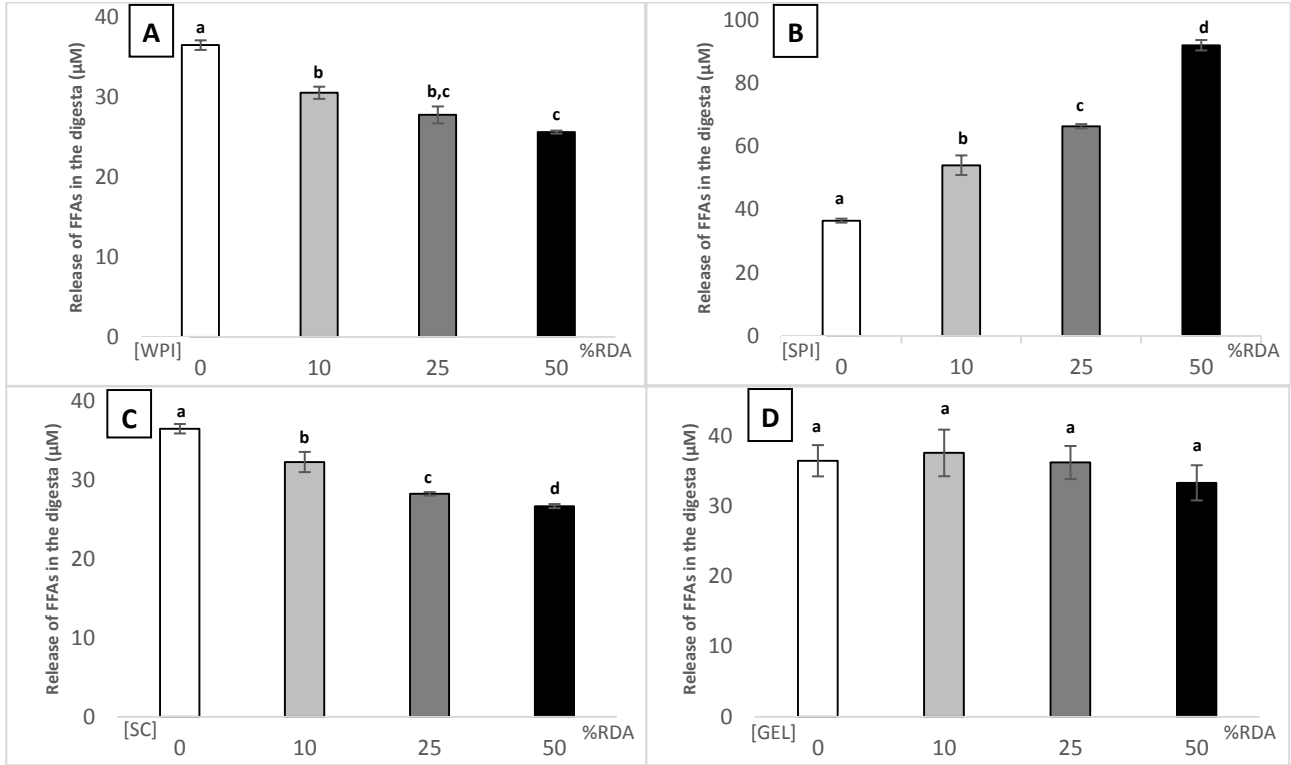 A
Release of FFAs in the digesta (µM)
40
30
20
10
0
a
b
b,c
c
[WPI]
%RDA
0 10 25 50
B
Release of FFAs in the digesta (µM)
100
80
60
40
20
0
a
b
c
d
[SPI]
%RDA
0 10 25 50
C
Release of FFAs in the digesta (µM)
40
30
20
10
0
a
b
c
d
[SC]
%RDA
0 10 25 50
D
Release of FFAs in the digesta (µM)
40
30
20
10
0
a
a
a
a
[GEL]
%RDA
0 10 25 50